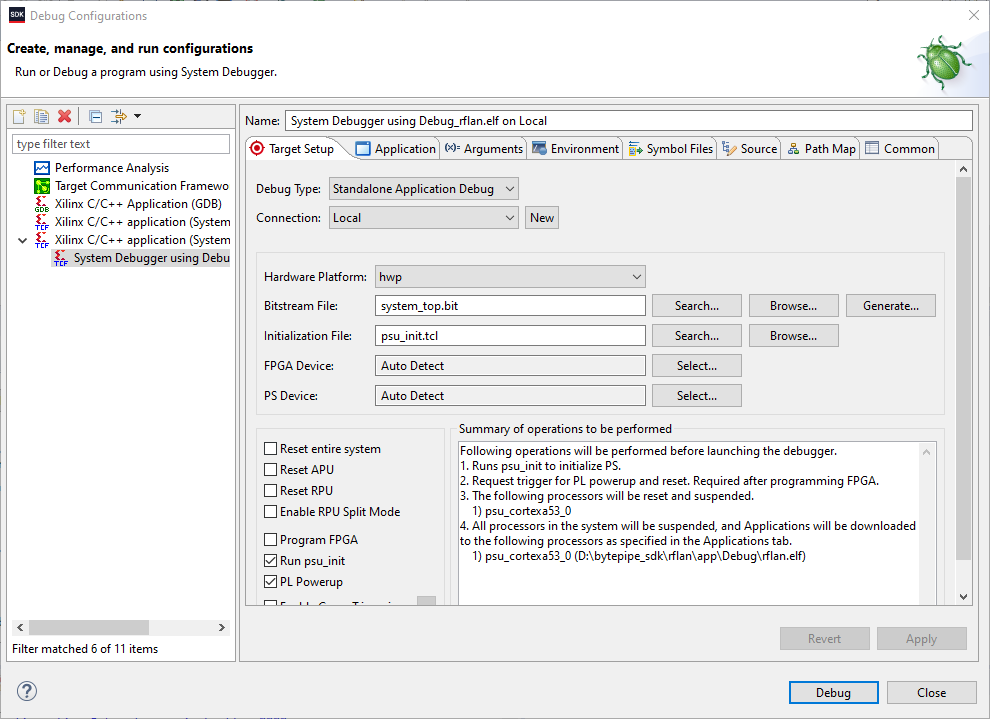 SDK Debug Configurations
Create, manage, and run configurations
Run or Debug a program using System Debugger.
type filter text
Performance Analysis
Target Communication Framewo
GDB Xilinx C/C++ Application (GDB)
TCF Xilinx C/C++ application (System
TCF Xilinx C/C++ application (System
TCF System Debugger using Debu
Filter matched 6 of 11 items
Name: System Debugger using Debug_rflan.elf on Local
Target Setup Application (x)= Arguments Environment Symbol Files Source Path Map Common
Debug Type: Standalone Application Debug
Connection: Local New
Hardware Platform: hwp
Bitstream File: system_top.bit Search... Browse... Generate...
Initialization File: psu_init.tcl Search... Browse...
FPGA Device: Auto Detect Select...
PS Device: Auto Detect Select...
Reset entire system
Reset APU
Reset RPU
Enable RPU Split Mode
Program FPGA
Run psu_init
PL Powerup
Summary of operations to be performed
Following operations will be performed before launching the debugger.
1. Runs psu_init to initialize PS.
2. Request trigger for PL powerup and reset. Required after programming FPGA.
3. The following processors will be reset and suspended.
1) psu_cortexa53_0
4. All processors in the system will be suspended, and Applications will be downloaded
to the following processors as specified in the Applications tab.
1) psu_cortexa53_0 (D:\bytepipe_sdk\rflan\app\Debug\rflan.elf)
Revert Apply
? Debug Close